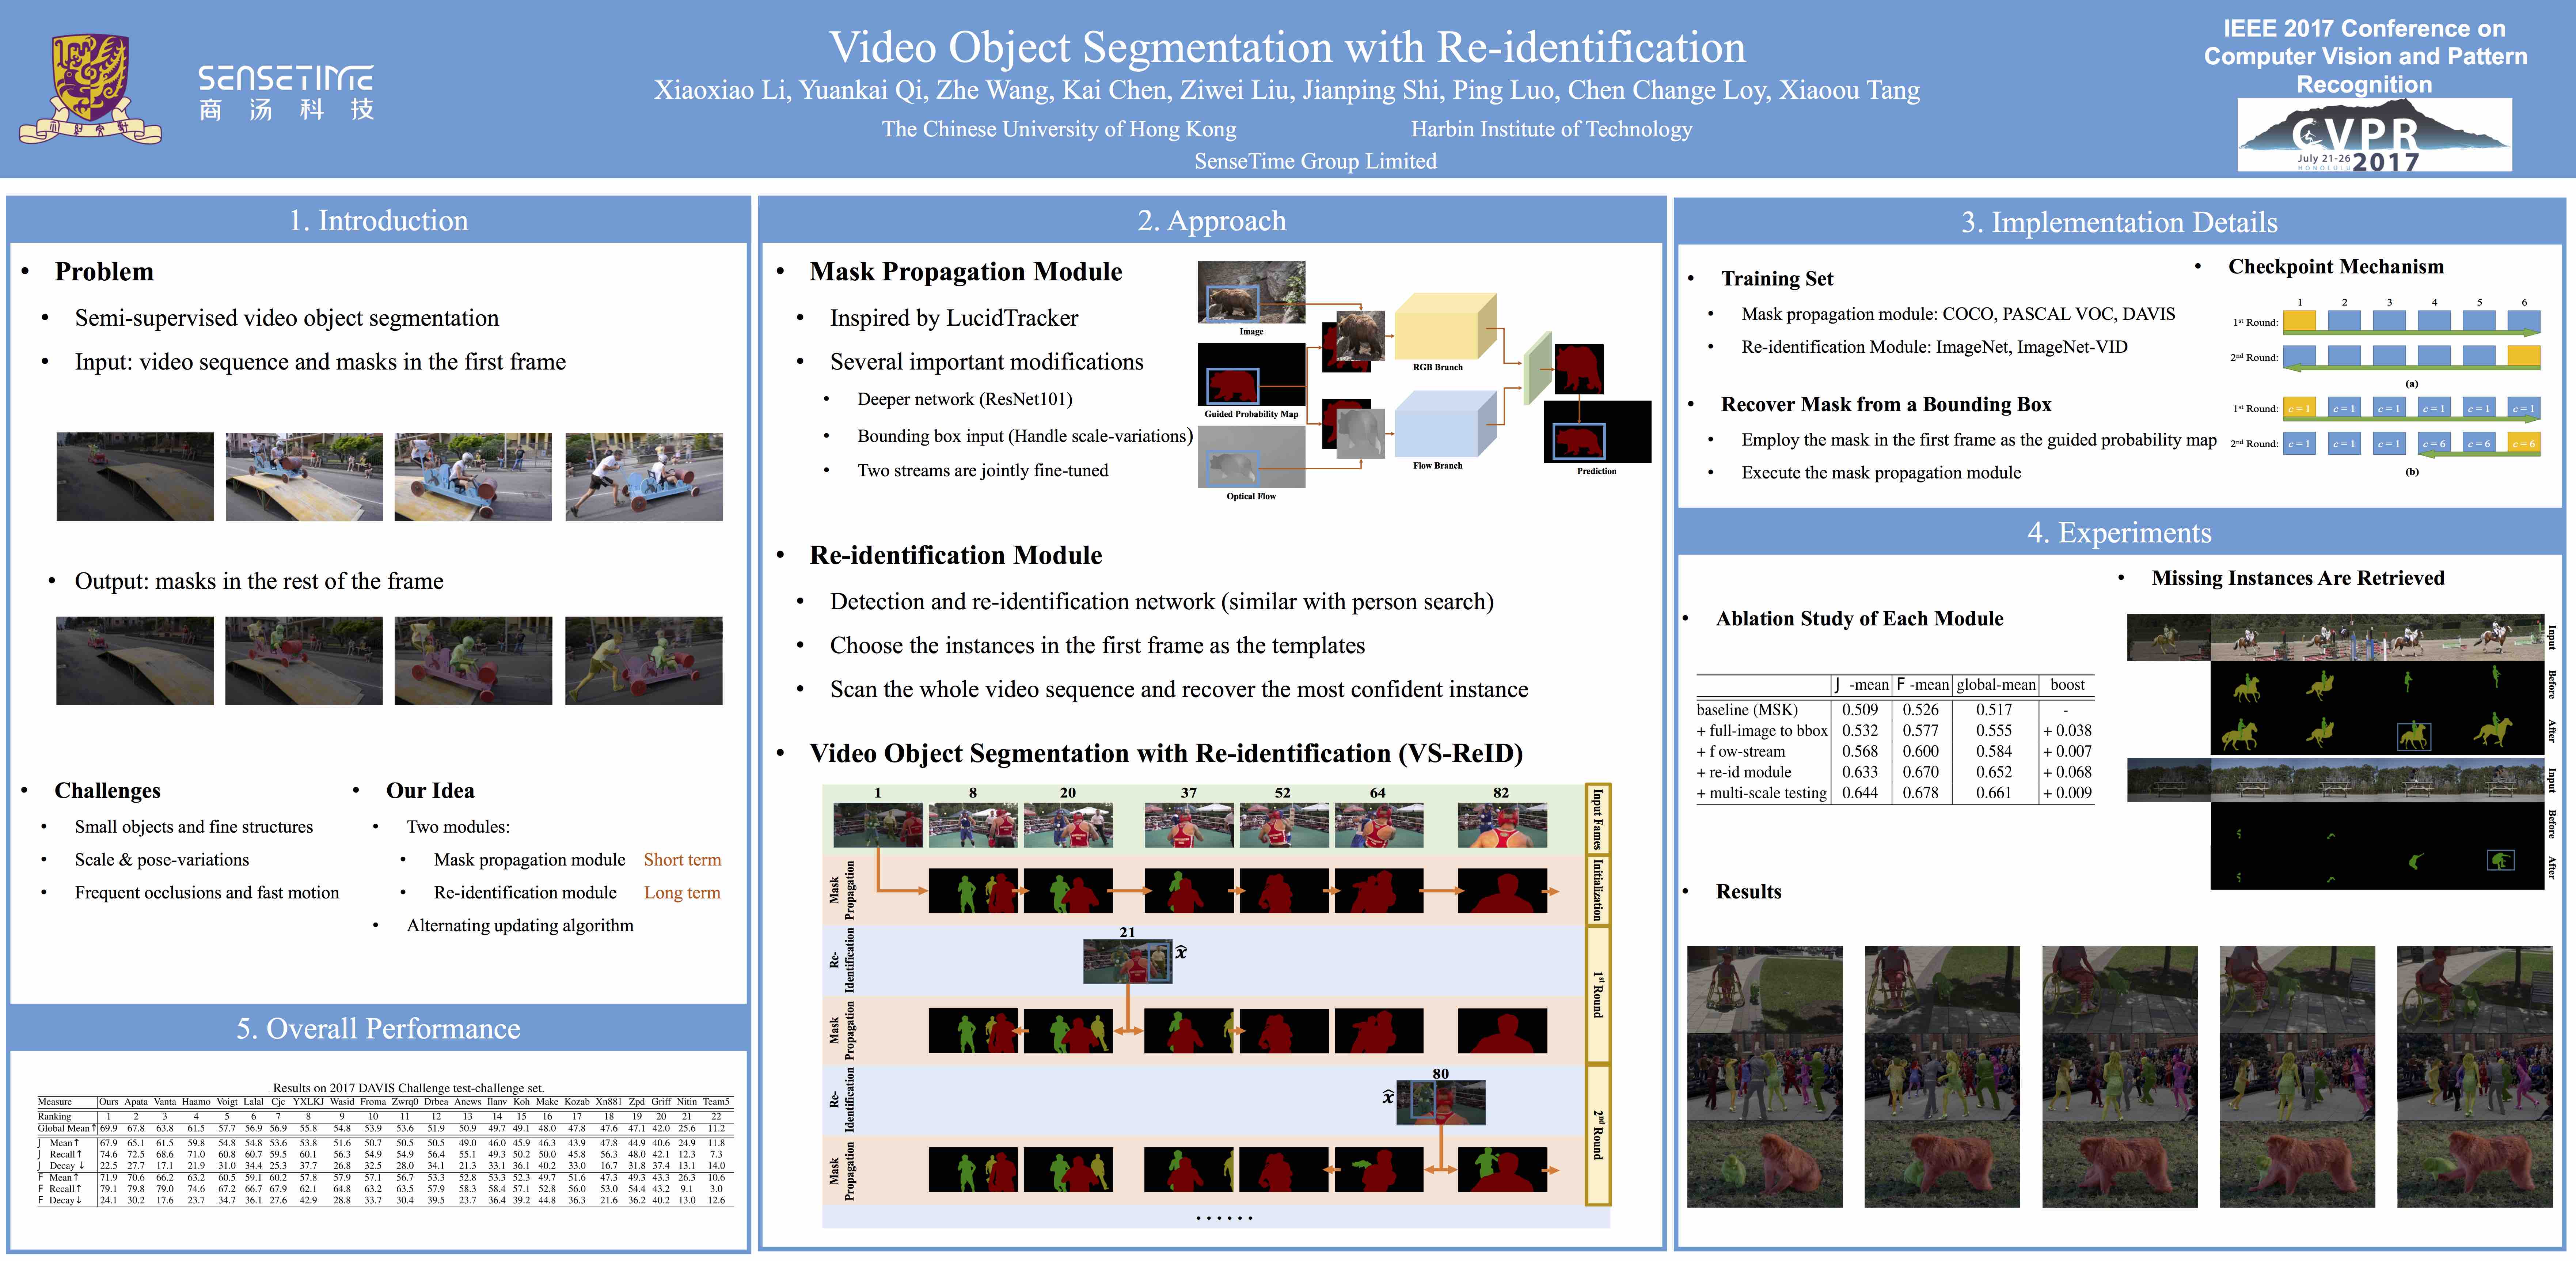 SENSETIME
商汤科技
Video Object Segmentation with Re-identification
Xiaoxiao Li, Yuankai Qi, Zhe Wang, Kai Chen, Ziwei Liu, Jianping Shi, Ping Luo, Chen Change Loy, Xiaoou Tang
The Chinese University of Hong Kong Harbin Institute of Technology
SenseTime Group Limited
IEEE 2017 Conference on
Computer Vision and Pattern
Recognition
CVPR
July 21-26
HONOLULU 2017
1. Introduction
• Problem
• Semi-supervised video object segmentation
• Input: video sequence and masks in the first frame
• Output: masks in the rest of the frame
• Challenges
• Small objects and fine structures
• Scale & pose-variations
• Frequent occlusions and fast motion
• Our Idea
• Two modules:
• Mask propagation module Short term
• Re-identification module Long term
• Alternating updating algorithm
5. Overall Performance
Results on 2017 DAVIS Challenge test-challenge set.
Measure Ours Apata Vanta Haamo Voigt Lalal Cjc YXLKJ Wasid Froma Zwrq0 Drbea Anews Ilanv Koh Make Kozab Xn881 Zpd Griff Nitin Team5
Ranking 1 2 3 4 5 6 7 8 9 10 11 12 13 14 15 16 17 18 19 20 21 22
Global Mean↑ 69.9 67.8 63.8 61.5 57.7 56.9 56.9 55.8 54.8 53.9 53.6 51.9 50.9 49.7 49.1 48.0 47.8 47.6 47.1 42.0 25.6 11.2
J Mean↑ 67.9 65.1 61.5 59.8 54.8 54.8 53.6 53.8 51.6 50.7 50.5 50.5 49.0 46.0 45.9 46.3 43.9 47.8 44.9 40.6 24.9 11.8
J Recall↑ 74.6 72.5 68.6 71.0 60.8 60.7 59.5 60.1 56.3 54.9 54.9 56.4 55.1 49.3 50.2 50.0 45.8 56.3 48.0 42.1 12.3 7.3
J Decay ↓ 22.5 27.7 17.1 21.9 31.0 34.4 25.3 37.7 26.8 32.5 28.0 34.1 21.3 33.1 36.1 40.2 33.0 16.7 31.8 37.4 13.1 14.0
F Mean↑ 71.9 70.6 66.2 63.2 60.5 59.1 60.2 57.8 57.9 57.1 56.7 53.3 52.8 53.3 52.3 49.7 51.6 47.3 49.3 43.3 26.3 10.6
F Recall↑ 79.1 79.8 79.0 74.6 67.2 66.7 67.9 62.1 64.8 63.2 63.5 57.9 58.3 58.4 57.1 52.8 56.0 53.0 54.4 43.2 9.1 3.0
F Decay↓ 24.1 30.2 17.6 23.7 34.7 36.1 27.6 42.9 28.8 33.7 30.4 39.5 23.7 36.4 39.2 44.8 36.3 21.6 36.2 40.2 13.0 12.6
2. Approach
• Mask Propagation Module
• Inspired by LucidTracker
• Several important modifications
• Deeper network (ResNet101)
• Bounding box input (Handle scale-variations)
• Two streams are jointly fine-tuned
Image
Guided Probability Map
Optical Flow
RGB Branch
Flow Branch
Prediction
• Re-identification Module
• Detection and re-identification network (similar with person search)
• Choose the instances in the first frame as the templates
• Scan the whole video sequence and recover the most confident instance
• Video Object Segmentation with Re-identification (VS-ReID)
1 8 20 37 52 64 82
Input Fames
Mask Propagation
Initialization
Re-Identification
21
x̂
Mask Propagation
1st Round
Re-Identification
80
x̂
Mask Propagation
2nd Round
······
3. Implementation Details
• Training Set
• Mask propagation module: COCO, PASCAL VOC, DAVIS
• Re-identification Module: ImageNet, ImageNet-VID
• Recover Mask from a Bounding Box
• Employ the mask in the first frame as the guided probability map
• Execute the mask propagation module
• Checkpoint Mechanism
1 2 3 4 5 6
1st Round:
2nd Round:
(a)
1st Round: c = 1 c = 1 c = 1 c = 1 c = 1 c = 1
2nd Round: c = 1 c = 1 c = 1 c = 6 c = 6 c = 6
(b)
4. Experiments
• Ablation Study of Each Module
J -mean F -mean global-mean boost
baseline (MSK) 0.509 0.526 0.517 -
+ full-image to bbox 0.532 0.577 0.555 + 0.038
+ f ow-stream 0.568 0.600 0.584 + 0.007
+ re-id module 0.633 0.670 0.652 + 0.068
+ multi-scale testing 0.644 0.678 0.661 + 0.009
• Missing Instances Are Retrieved
Input
Before
After
Input
Before
After
• Results